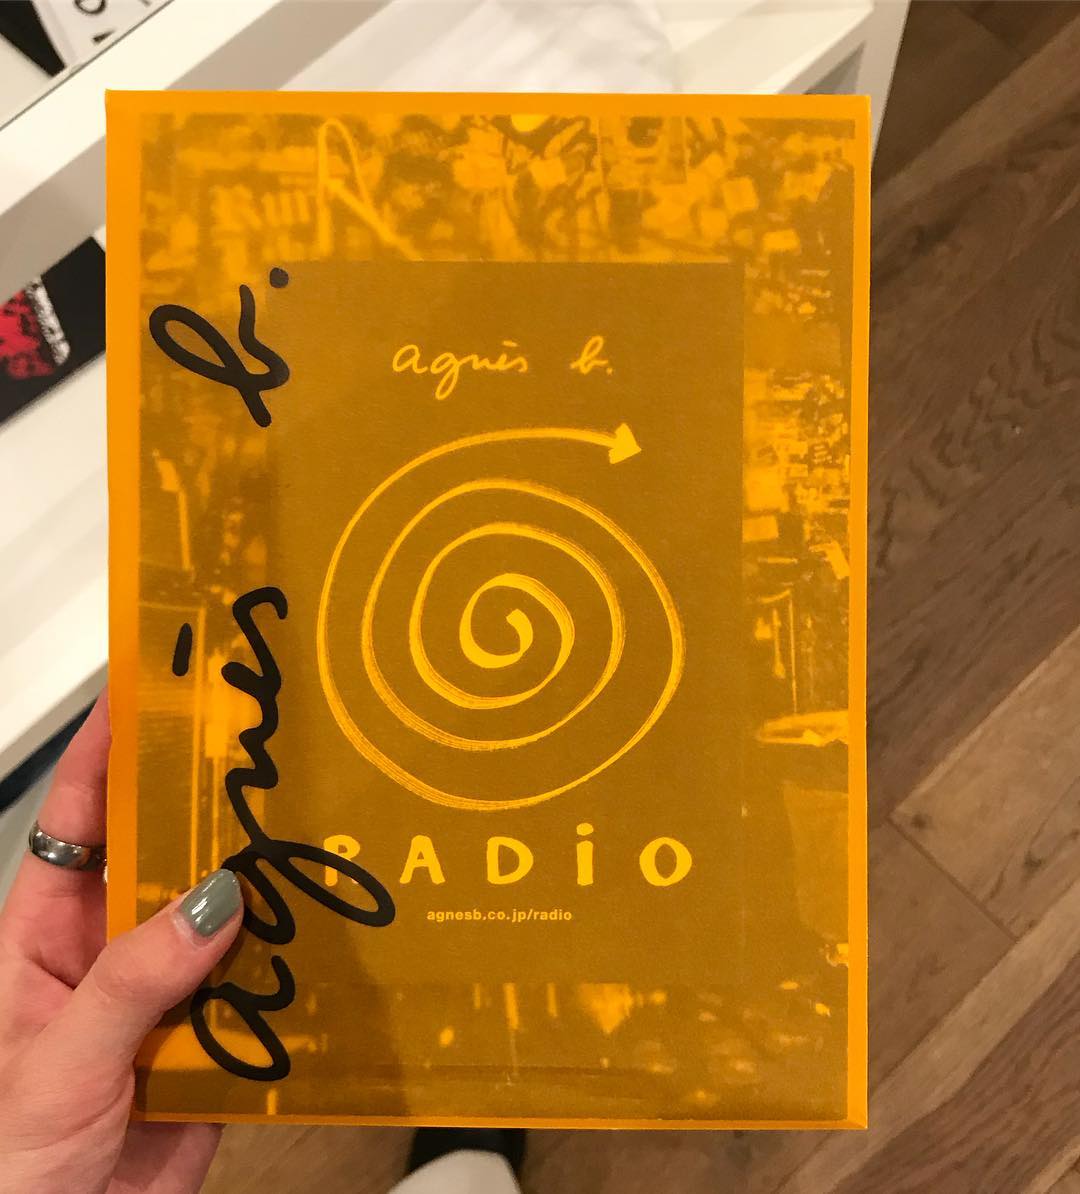 agnès b.
agnès b.
RADiO
agnesb.co.jp/radio